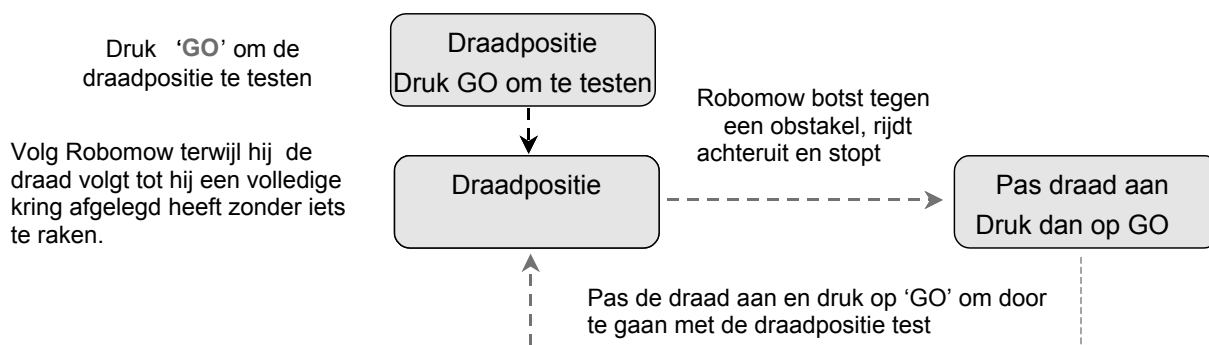 Druk ‘GO’ om de
draadpositie te testen
Draadpositie
Druk GO om te testen
Volg Robomow terwijl hij de
draad volgt tot hij een volledige
kring afgelegd heeft zonder iets
te raken.
Draadpositie
Robomow botst tegen
een obstakel, rijdt
achteruit en stopt
Pas draad aan
Druk dan op GO
Pas de draad aan en druk op ‘GO’ om door
te gaan met de draadpositie test